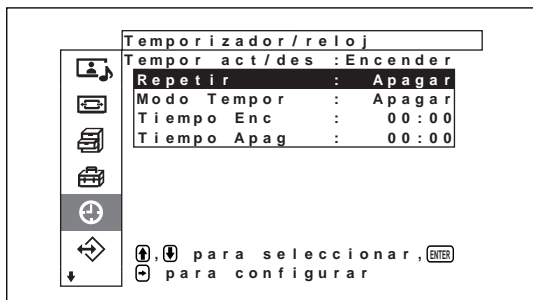 Temporizador/reloj
Tempor act/des :Encender
Repetir : Apagar
Modo Tempor : Apagar
Tiempo Enc : 00:00
Tiempo Apag : 00:00
, para seleccionar, ENTER
para configurar